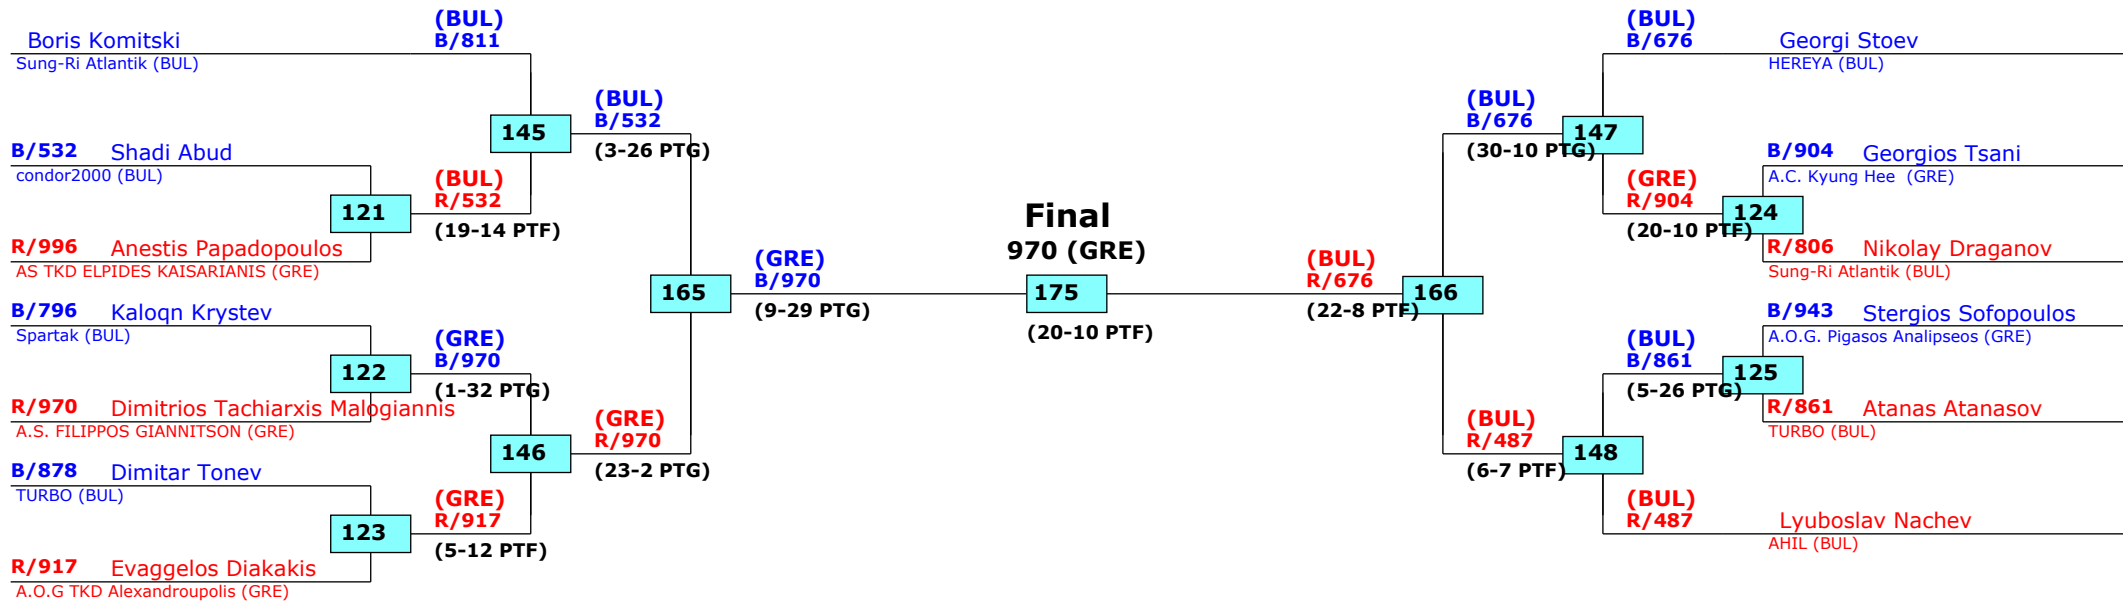 (BUL)
B/811
Boris Komitski
Sung-Ri Atlantik (BUL)
145
(BUL)
B/532
(3-26 PTG)
B/532 Shadi Abud
condor2000 (BUL)
121
(BUL)
R/532
(19-14 PTF)
R/996 Anestis Papadopoulos
AS TKD ELPIDES KAISARIANIS (GRE)
165
(GRE)
B/970
(9-29 PTG)
B/796 Kaloqn Krystev
Spartak (BUL)
122
(GRE)
B/970
(1-32 PTG)
R/970 Dimitrios Tachiarxis Malogiannis
A.S. FILIPPOS GIANNITSON (GRE)
146
(GRE)
R/970
(23-2 PTG)
B/878 Dimitar Tonev
TURBO (BUL)
123
(GRE)
R/917
(5-12 PTF)
R/917 Evaggelos Diakakis
A.O.G TKD Alexandroupolis (GRE)
Final
970 (GRE)
175
(20-10 PTF)
(BUL)
R/676
(22-8 PTF)
166
(BUL)
B/676
(30-10 PTG)
147
(BUL)
B/676
Georgi Stoev
HEREYA (BUL)
(GRE)
R/904
(20-10 PTF)
124
B/904 Georgios Tsani
A.C. Kyung Hee (GRE)
R/806 Nikolay Draganov
Sung-Ri Atlantik (BUL)
(BUL)
R/487
(6-7 PTF)
148
(BUL)
B/861
(5-26 PTG)
125
B/943 Stergios Sofopoulos
A.O.G. Pigasos Analipseos (GRE)
R/861 Atanas Atanasov
TURBO (BUL)
(BUL)
R/487
Lyuboslav Nachev
AHIL (BUL)